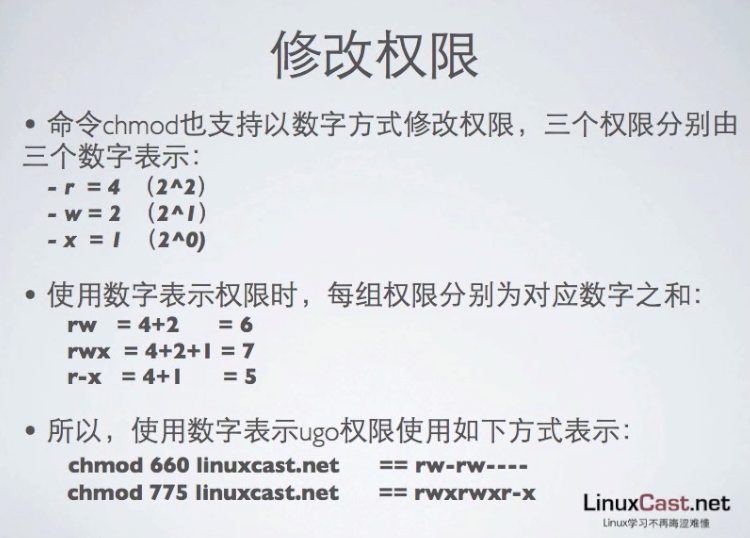 修改权限
• 命令chmod也支持以数字方式修改权限，三个权限分别由
三个数字表示：
- r = 4 （2^2）
- w = 2 （2^1）
- x = 1 （2^0)
• 使用数字表示权限时，每组权限分别为对应数字之和：
rw = 4+2 = 6
rwx = 4+2+1 = 7
r-x = 4+1 = 5
• 所以，使用数字表示ugo权限使用如下方式表示：
chmod 660 linuxcast.net == rw-rw----
chmod 775 linuxcast.net == rwxrwxr-x
LinuxCast.net
Linux学习不再晦涩难懂